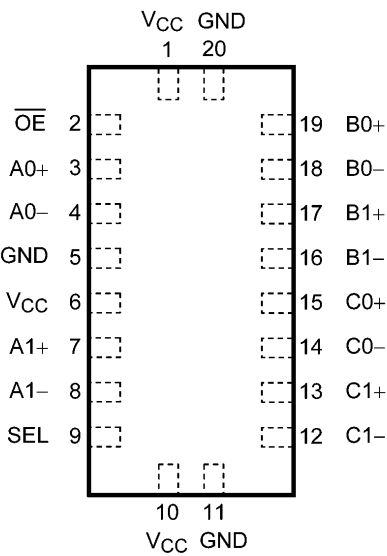 VCC GND
1 20
OE 2 19 B0+
A0+ 3 18 B0−
A0− 4 17 B1+
GND 5 16 B1−
VCC 6 15 C0+
A1+ 7 14 C0−
A1− 8 13 C1+
SEL 9 12 C1−
10 11
VCC GND